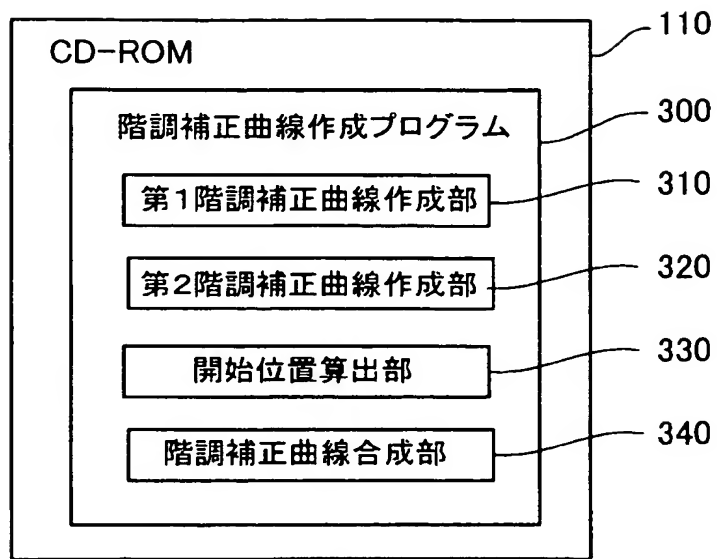 CD-ROM
110
階調補正曲線作成プログラム
300
第1階調補正曲線作成部
310
第2階調補正曲線作成部
320
開始位置算出部
330
階調補正曲線合成部
340